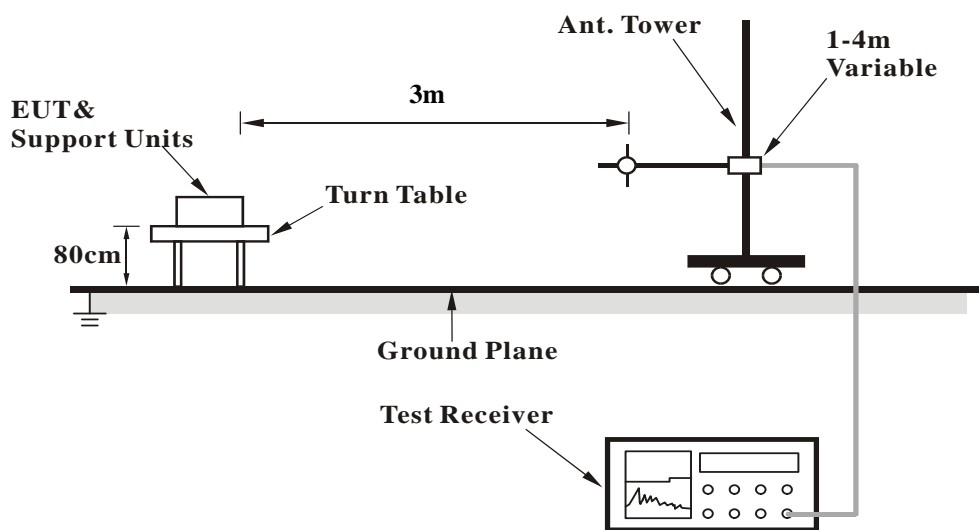 Ant. Tower
1-4m
Variable
3m
EUT&
Support Units
Turn Table
80cm
Ground Plane
Test Receiver